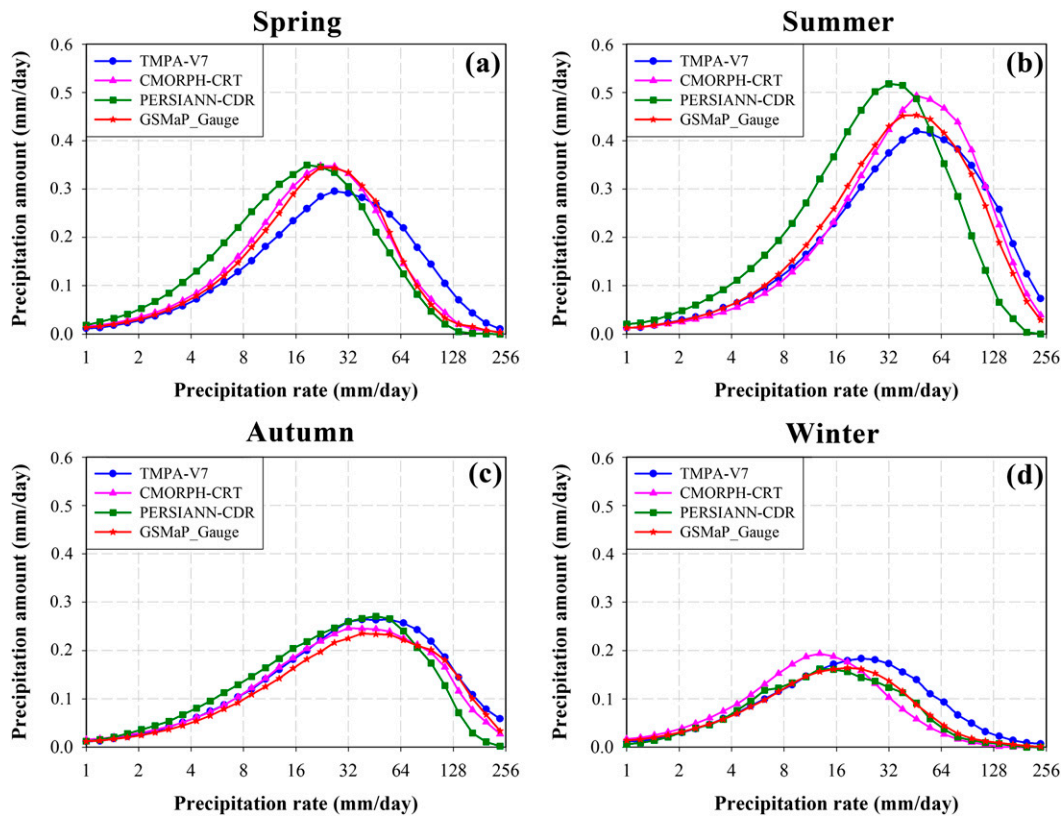 Spring
(a)
TMPA-V7
CMORPH-CRT
PERSIANN-CDR
GSMaP_Gauge
0.6
0.5
0.4
0.3
0.2
0.1
0.0
1 2 4 8 16 32 64 128 256
Precipitation amount (mm/day)
Precipitation rate (mm/day)
Summer
(b)
TMPA-V7
CMORPH-CRT
PERSIANN-CDR
GSMaP_Gauge
0.6
0.5
0.4
0.3
0.2
0.1
0.0
1 2 4 8 16 32 64 128 256
Precipitation amount (mm/day)
Precipitation rate (mm/day)
Autumn
(c)
TMPA-V7
CMORPH-CRT
PERSIANN-CDR
GSMaP_Gauge
0.6
0.5
0.4
0.3
0.2
0.1
0.0
1 2 4 8 16 32 64 128 256
Precipitation amount (mm/day)
Precipitation rate (mm/day)
Winter
(d)
TMPA-V7
CMORPH-CRT
PERSIANN-CDR
GSMaP_Gauge
0.6
0.5
0.4
0.3
0.2
0.1
0.0
1 2 4 8 16 32 64 128 256
Precipitation amount (mm/day)
Precipitation rate (mm/day)